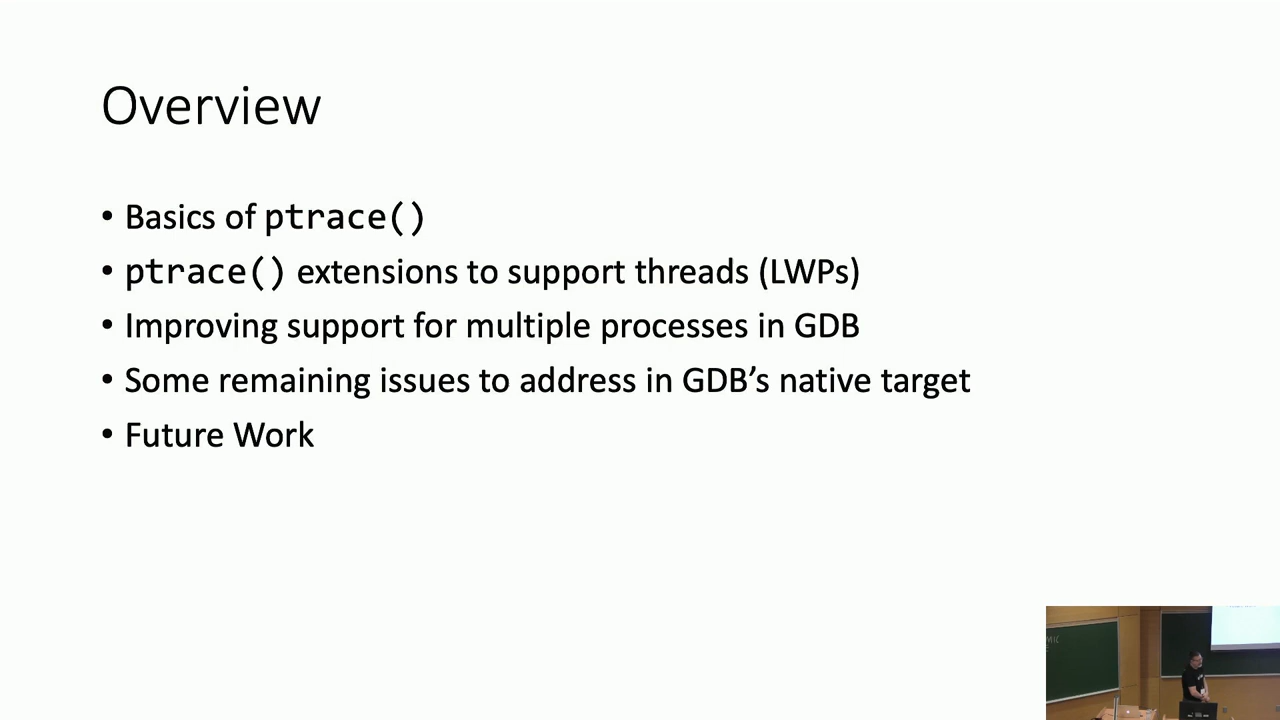 Overview
• Basics of ptrace()
• ptrace() extensions to support threads (LWPs)
• Improving support for multiple processes in GDB
• Some remaining issues to address in GDB’s native target
• Future Work